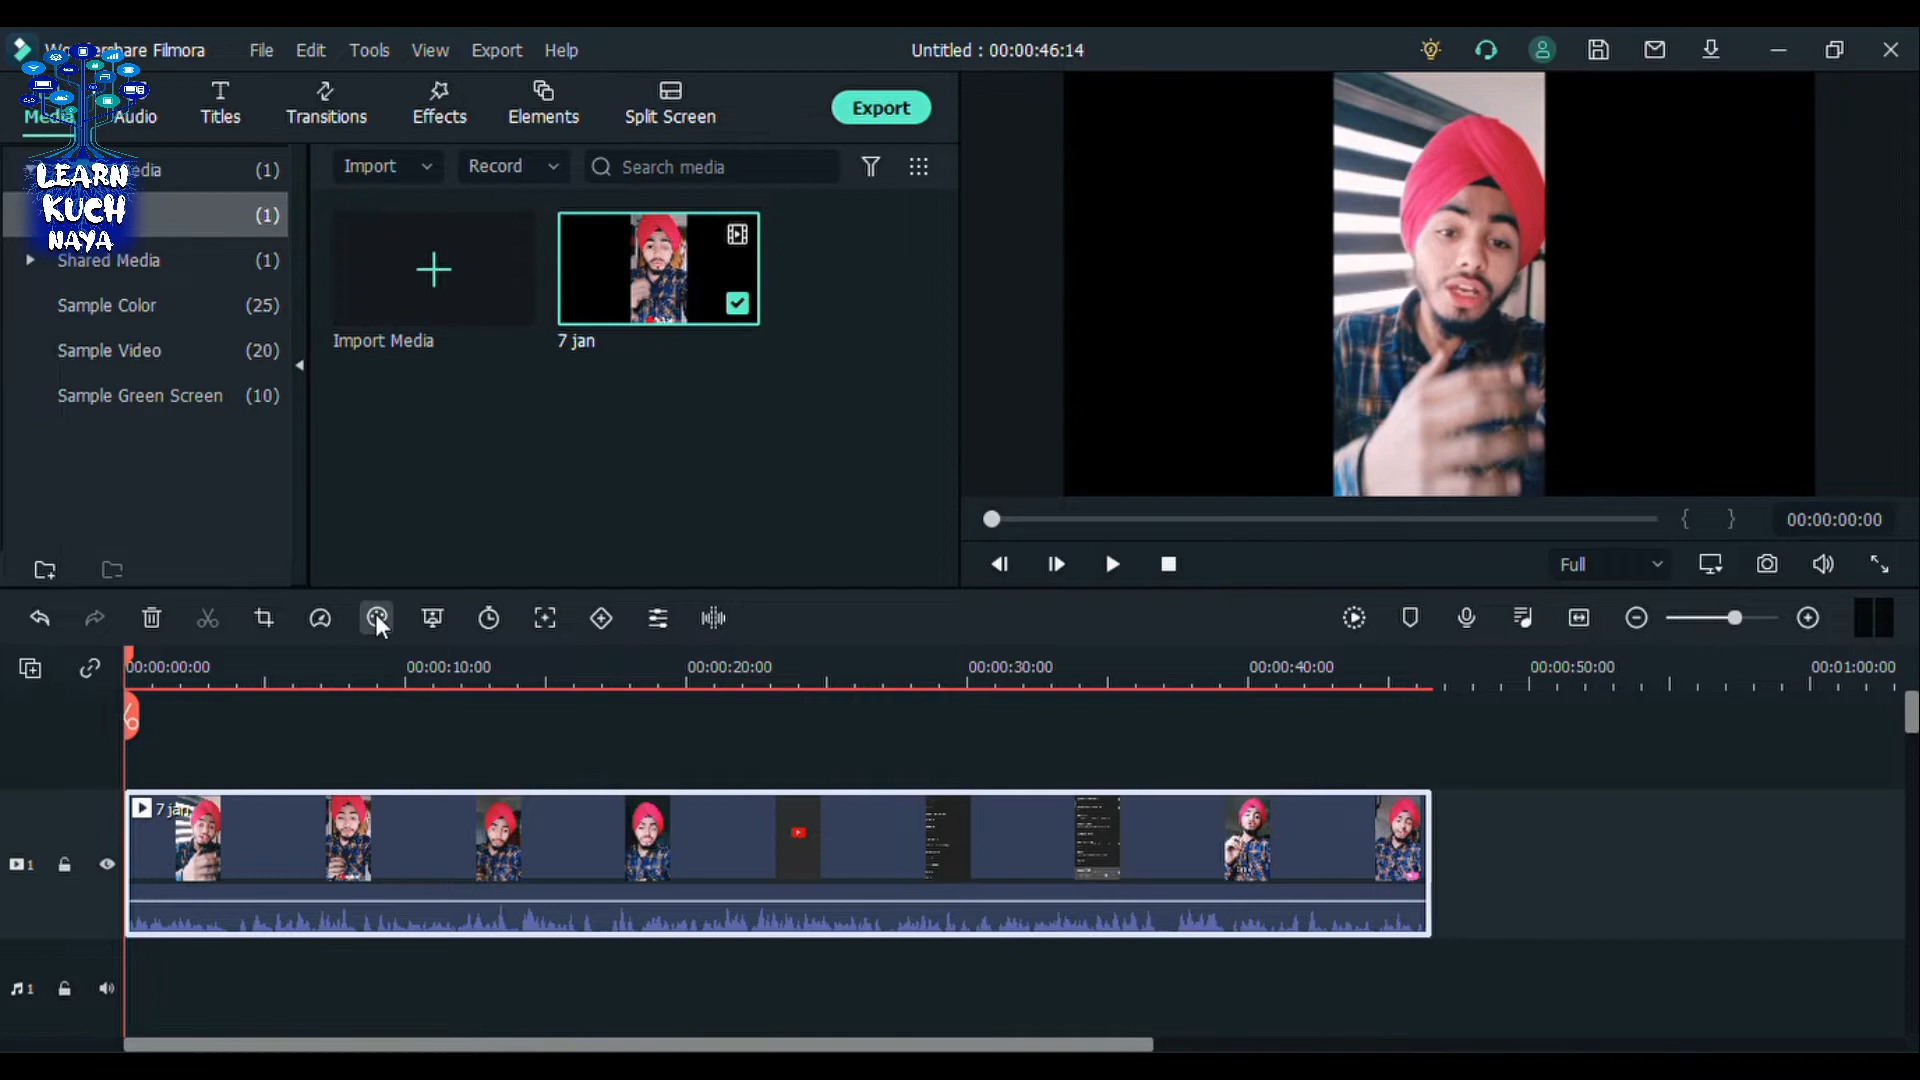 Wondershare Filmora File Edit Tools View Export Help Untitled : 00:00:46:14
Media Audio Titles Transitions Effects Elements Split Screen Export
(1)
(1)
LEARN
KUCH
NAYA
Shared Media (1)
Sample Color (25)
Sample Video (20)
Sample Green Screen (10)
Import Record Search media
Import Media 7 jan
{ } 00:00:00:00
Full
00:00:00:00 00:00:10:00 00:00:20:00 00:00:30:00 00:00:40:00 00:00:50:00 00:01:00:00
7 jan
1
1